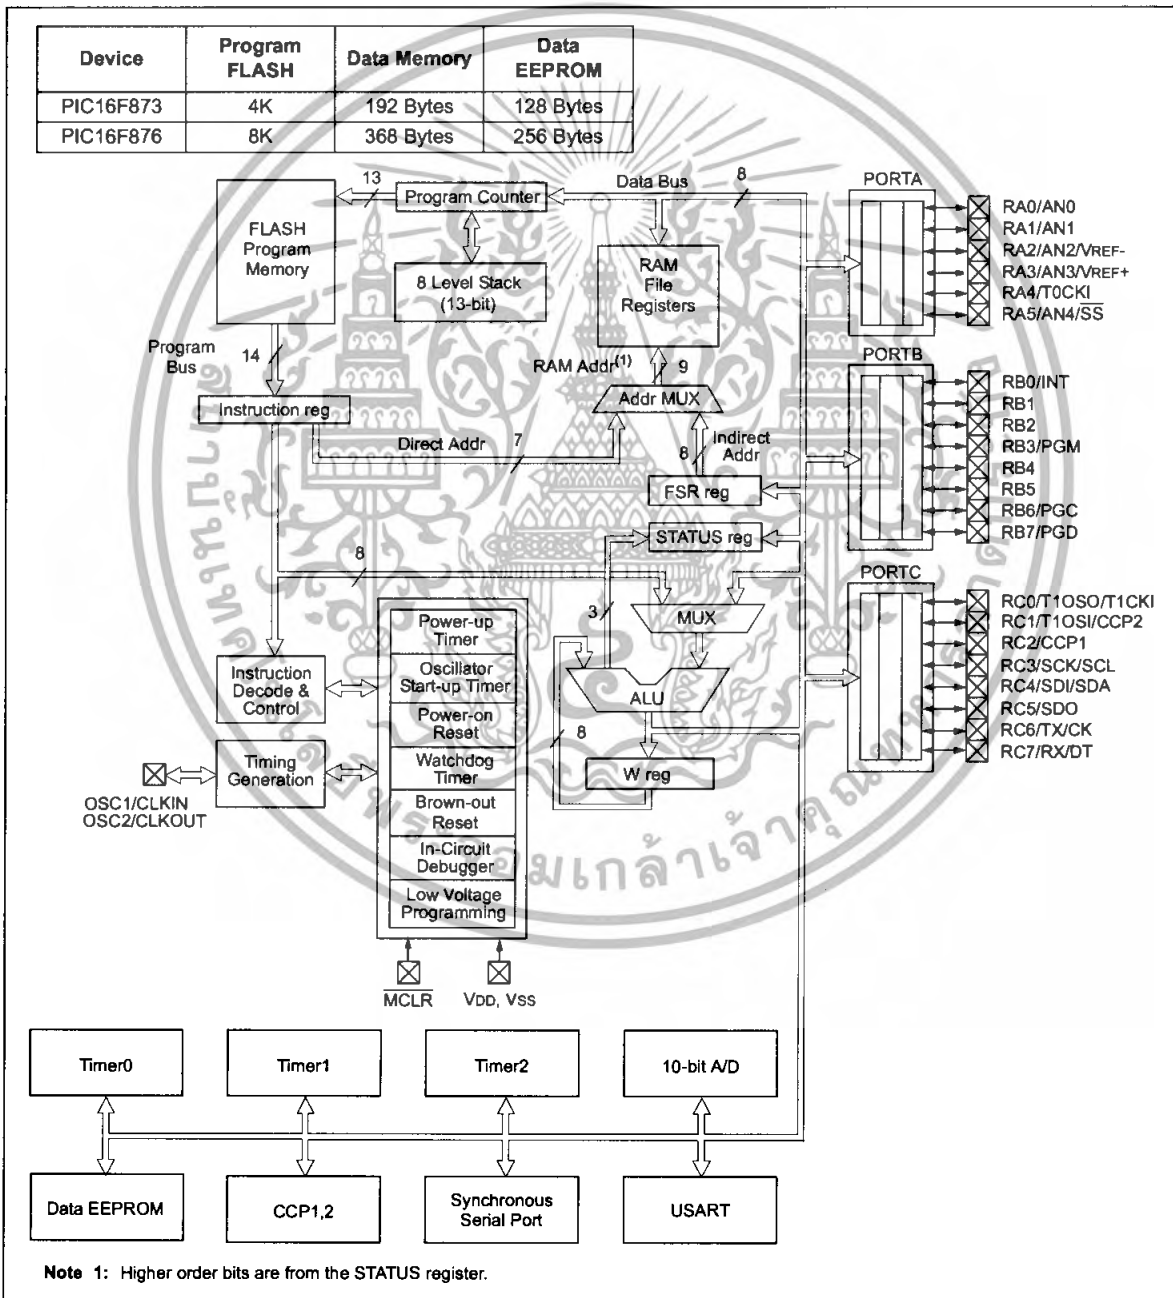 Device Program FLASH Data Memory Data EEPROM
PIC16F873 4K 192 Bytes 128 Bytes
PIC16F876 8K 368 Bytes 256 Bytes
13
Program Counter
Data Bus
8
PORTA
FLASH
Program
Memory
8 Level Stack
(13-bit)
RAM
File
Registers
RA0/AN0
RA1/AN1
RA2/AN2/VREF-
RA3/AN3/VREF+
RA4/T0CKI
RA5/AN4/SS
Program
Bus
14
RAM Addr(1)
9
PORTB
Instruction reg
Addr MUX
Direct Addr
7
8
Indirect
Addr
FSR reg
STATUS reg
RB0/INT
RB1
RB2
RB3/PGM
RB4
RB5
RB6/PGC
RB7/PGD
8
3
MUX
PORTC
Power-up
Timer
Oscillator
Start-up Timer
Power-on
Reset
Watchdog
Timer
Brown-out
Reset
In-Circuit
Debugger
Low Voltage
Programming
Instruction
Decode &
Control
ALU
8
W reg
RC0/T1OSO/T1CKI
RC1/T1OSI/CCP2
RC2/CCP1
RC3/SCK/SCL
RC4/SDI/SDA
RC5/SDO
RC6/TX/CK
RC7/RX/DT
Timing
Generation
OSC1/CLKIN
OSC2/CLKOUT
MCLR
VDD, VSS
Timer0
Timer1
Timer2
10-bit A/D
Data EEPROM
CCP1,2
Synchronous
Serial Port
USART
Note 1: Higher order bits are from the STATUS register.